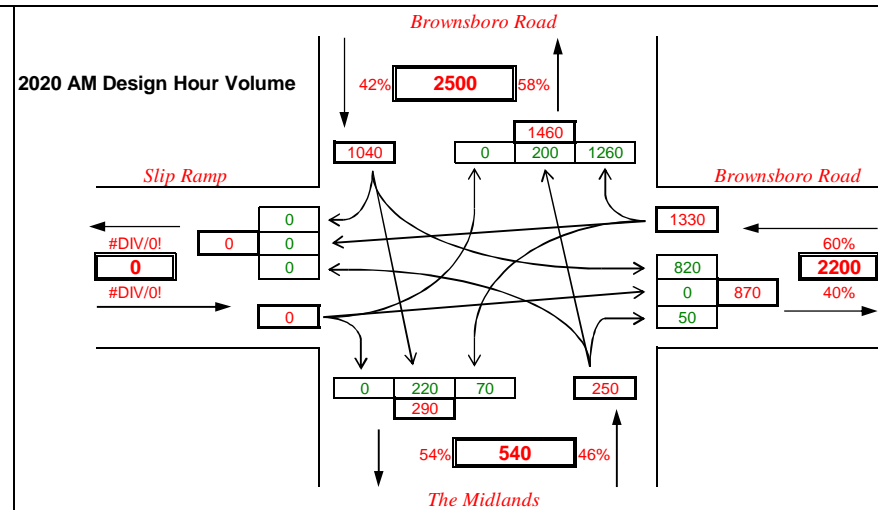 Brownsboro Road
2020 AM Design Hour Volume
42% 2500 58%
1460
1040 0 200 1260
Slip Ramp
Brownsboro Road
0
1330
#DIV/0! 0 0
60%
0 0
820 2200
#DIV/0!
0 870 40%
0
50
0 220 70 250
290
54% 540 46%
The Midlands